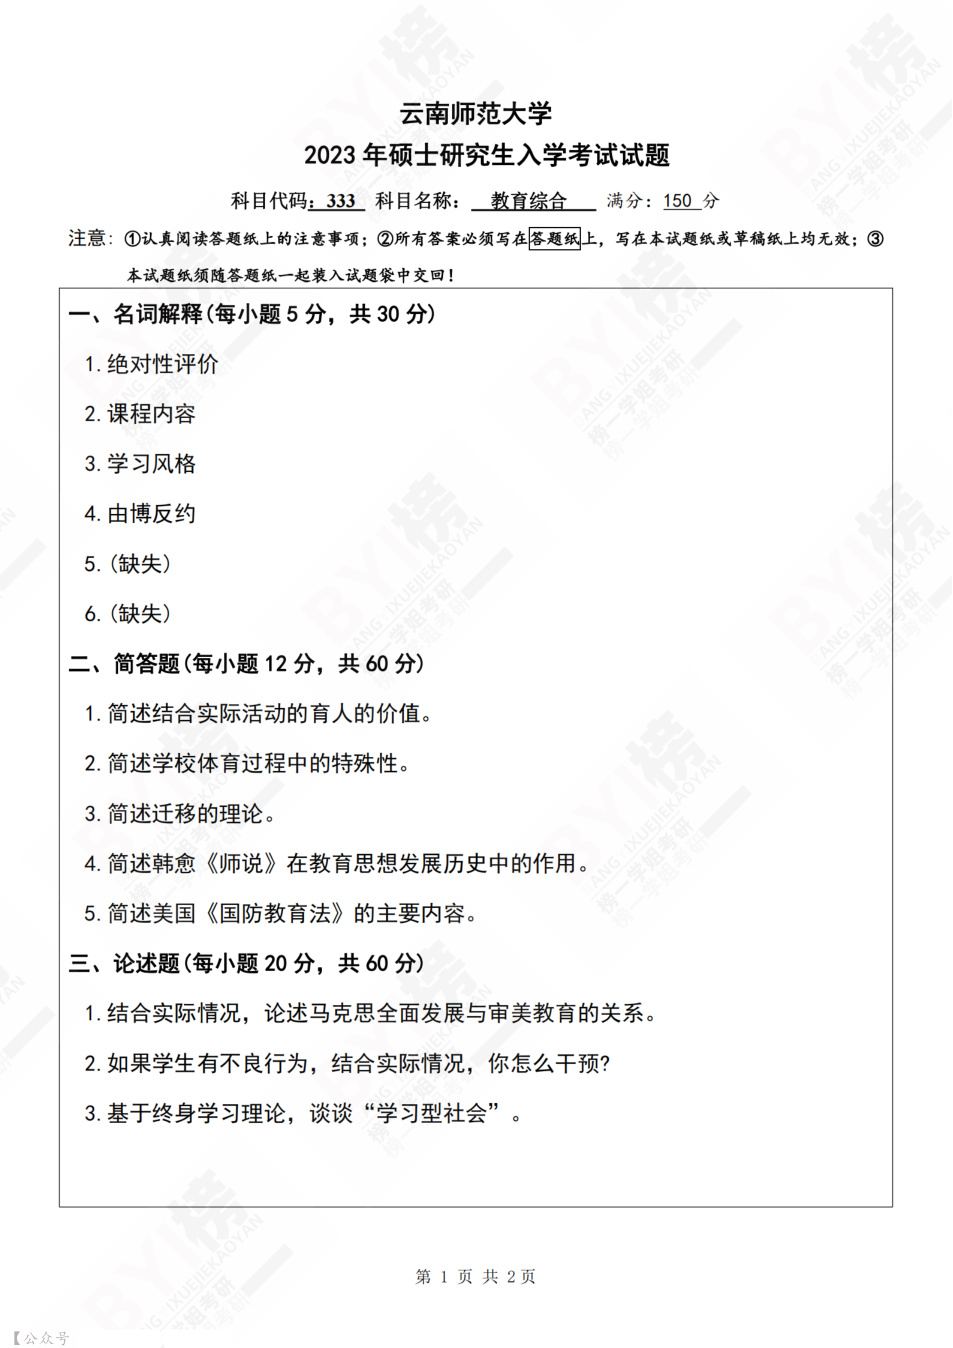 云南师范大学
2023 年硕士研究生入学考试试题
科目代码：333 科目名称： 教育综合 满分：150 分
注意：①认真阅读答题纸上的注意事项；②所有答案必须写在答题纸上，写在本试题纸或草稿纸上均无效；③
本试题纸须随答题纸一起装入试题袋中交回！
一、名词解释(每小题 5 分，共 30 分)
1.绝对性评价
2.课程内容
3.学习风格
4.由博反约
5.(缺失)
6.(缺失)
二、简答题(每小题 12 分，共 60 分)
1.简述结合实际活动的育人的价值。
2.简述学校体育过程中的特殊性。
3.简述迁移的理论。
4.简述韩愈《师说》在教育思想发展历史中的作用。
5.简述美国《国防教育法》的主要内容。
三、论述题(每小题 20 分，共 60 分)
1.结合实际情况，论述马克思全面发展与审美教育的关系。
2.如果学生有不良行为，结合实际情况，你怎么干预?
3.基于终身学习理论，谈谈“学习型社会”。
第 1 页 共 2页
【公众号